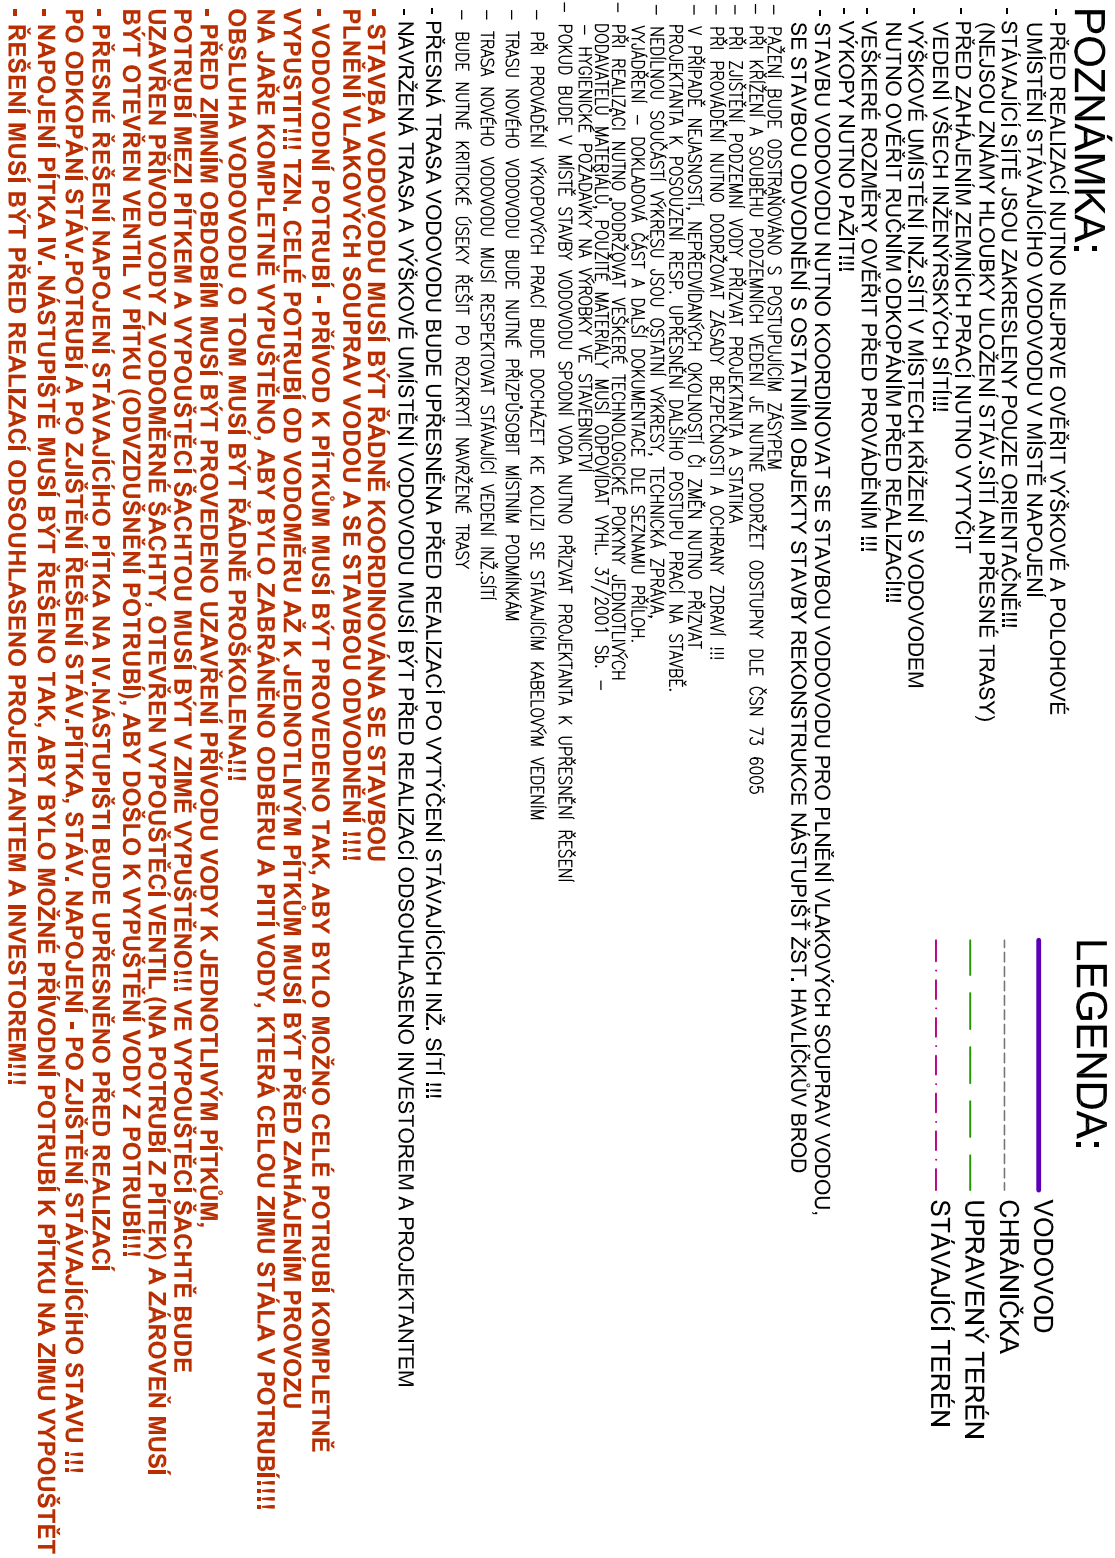 POZNÁMKA:
- PŘED REALIZACÍ NUTNO NEJPRVE OVĚŘIT VÝŠKOVÉ A POLOHOVÉ
UMÍSTĚNÍ STÁVAJÍCÍHO VODOVODU V MÍSTĚ NAPOJENÍ
- STÁVAJÍCÍ SÍTĚ JSOU ZAKRESLENY POUZE ORIENTAČNĚ!!!
(NEJSOU ZNÁMY HLOUBKY ULOŽENÍ STÁV.SÍTÍ ANI PŘESNÉ TRASY)
- PŘED ZAHÁJENÍM ZEMNÍCH PRACÍ NUTNO VYTYČIT
VEDENÍ VŠECH INŽENÝRSKÝCH SÍTÍ!!!
- VÝŠKOVÉ UMÍSTĚNÍ INŽ.SÍTÍ V MÍSTECH KŘÍŽENÍ S VODOVODEM
NUTNO OVĚŘIT RUČNÍM ODKOPÁNÍM PŘED REALIZACÍ!!!
- VEŠKERÉ ROZMĚRY OVĚŘIT PŘED PROVÁDĚNÍM !!!
- VÝKOPY NUTNO PAŽIT!!!
- STAVBU VODOVODU NUTNO KOORDINOVAT SE STAVBOU VODOVODU PRO PLNĚNÍ VLAKOVÝCH SOUPRAV VODOU,
SE STAVBOU ODVODNĚNÍ S OSTATNÍMI OBJEKTY STAVBY REKONSTRUKCE NÁSTUPIŠŤ ŽST. HAVLÍČKŮV BROD
- PAŽENÍ BUDE ODSTRAŇOVÁNO S POSTUPUJÍCÍM ZÁSYPEM
- PŘI KŘÍŽENÍ A SOUBĚHU PODZEMNÍCH VEDENÍ JE NUTNÉ DODRŽET ODSTUPNY DLE ČSN 73 6005
- PŘI ZJIŠTĚNÍ PODZEMNÍ VODY PŘIZVAT PROJEKTANTA A STATIKA
- PŘI PROVÁDĚNÍ NUTNO DODRŽOVAT ZÁSADY BEZPEČNOSTI A OCHRANY ZDRAVÍ !!!
- V PŘÍPADĚ NEJASNOSTÍ, NEPŘEDVÍDANÝCH OKOLNOSTÍ ČI ZMĚN NUTNO PŘIZVAT
PROJEKTANTA K POSOUZENÍ RESP. UPŘESNĚNÍ DALŠÍHO POSTUPU PRACÍ NA STAVBĚ.
- NEDÍLNOU SOUČÁSTÍ VÝKRESU JSOU OSTATNÍ VÝKRESY, TECHNICKÁ ZPRÁVA,
VYJÁDŘENÍ - DOKLADOVÁ ČÁST A DALŠÍ DOKUMENTACE DLE SEZNAMU PŘÍLOH.
- PŘI REALIZACI NUTNO DODRŽOVAT VEŠKERÉ TECHNOLOGICKÉ POKYNY JEDNOTLIVÝCH
DODAVATELŮ MATERIÁLŮ, POUŽITÉ MATERIÁLY MUSÍ ODPOVÍDAT VYHL. 37/2001 Sb. -
- HYGIENICKÉ POŽADAVKY NA VÝROBKY VE STAVEBNICTVÍ
- POKUD BUDE V MÍSTĚ STAVBY VODOVODU SPODNÍ VODA NUTNO PŘIZVAT PROJEKTANTA K UPŘESNĚNÍ ŘEŠENÍ
- PŘI PROVÁDĚNÍ VÝKOPOVÝCH PRACÍ BUDE DOCHÁZET KE KOLIZI SE STÁVAJÍCÍM KABELOVÝM VEDENÍM
- TRASU NOVÉHO VODOVODU BUDE NUTNÉ PŘIZPŮSOBIT MÍSTNÍM PODMÍNKÁM
- TRASA NOVÉHO VODOVODU MUSÍ RESPEKTOVAT STÁVAJÍCÍ VEDENÍ INŽ.SÍTÍ
- BUDE NUTNÉ KRITICKÉ ÚSEKY ŘEŠIT PO ROZKRYTÍ NAVRŽENÉ TRASY
- PŘESNÁ TRASA VODOVODU BUDE UPŘESNĚNA PŘED REALIZACÍ PO VYTÝČENÍ STÁVAJÍCÍCH INŽ. SÍTÍ !!!
- NAVRŽENÁ TRASA A VÝŠKOVÉ UMÍSTĚNÍ VODOVODU MUSÍ BÝT PŘED REALIZACÍ ODSOUHLASENO INVESTOREM A PROJEKTANTEM
- STAVBA VODOVODU MUSÍ BÝT ŘÁDNĚ KOORDINOVÁNA SE STAVBOU
PLNĚNÍ VLAKOVÝCH SOUPRAV VODOU A SE STAVBOU ODVODNĚNÍ !!!!
- VODOVODNÍ POTRUBÍ - PŘÍVOD K PÍTKŮM MUSÍ BÝT PROVEDENO TAK, ABY BYLO MOŽNO CELÉ POTRUBÍ KOMPLETNĚ
VYPUSTIT!!! TZN. CELÉ POTRUBÍ OD VODOMĚRU AŽ K JEDNOTLIVÝM PÍTKŮM MUSÍ BÝT PŘED ZAHÁJENÍM PROVOZU
NA JAŘE KOMPLETNĚ VYPUŠTĚNO, ABY BYLO ZABRÁNĚNO ODBĚRU A PITÍ VODY, KTERÁ CELOU ZIMU STÁLA V POTRUBÍ!!!!
OBSLUHA VODOVODU O TOM MUSÍ BÝT ŘÁDNĚ PROŠKOLENA!!!
- PŘED ZIMNÍM OBDOBÍM MUSÍ BÝT PROVEDENO UZAVŘENÍ PŘÍVODU VODY K JEDNOTLIVÝM PÍTKŮM,
POTRUBÍ MEZI PÍTKEM A VYPOUŠTĚCÍ ŠACHTOU MUSÍ BÝT V ZIMĚ VYPUŠTĚNO!!! VE VYPOUŠTĚCÍ ŠACHTĚ BUDE
UZAVŘEN PŘÍVOD VODY Z VODOMĚRNÉ ŠACHTY, OTEVŘEN VYPOUŠTĚCÍ VENTIL (NA POTRUBÍ Z PÍTEK) A ZÁROVEŇ MUSÍ
BÝT OTEVŘEN VENTIL V PÍTKU (ODVZDUŠNĚNÍ POTRUBÍ), ABY DOŠLO K VYPUŠTĚNÍ VODY Z POTRUBÍ!!!
- PŘESNÉ ŘEŠENÍ NAPOJENÍ STÁVAJÍCÍHO PÍTKA NA IV.NÁSTUPIŠTI BUDE UPŘESNĚNO PŘED REALIZACÍ
PO ODKOPÁNÍ STÁV.POTRUBÍ A PO ZJIŠTĚNÍ ŘEŠENÍ STÁV.PÍTKA, STÁV. NAPOJENÍ - PO ZJIŠTĚNÍ STÁVAJÍCÍHO STAVU !!!
- NAPOJENÍ PÍTKA IV. NÁSTUPIŠTĚ MUSÍ BÝT ŘEŠENO TAK, ABY BYLO MOŽNÉ PŘÍVODNÍ POTRUBÍ K PÍTKU NA ZIMU VYPOUŠTĚT
- ŘEŠENÍ MUSÍ BÝT PŘED REALIZACÍ ODSOUHLASENO PROJEKTANTEM A INVESTOREM!!!
LEGENDA:
VODOVOD
CHRÁNIČKA
UPRAVENÝ TERÉN
STÁVAJÍCÍ TERÉN